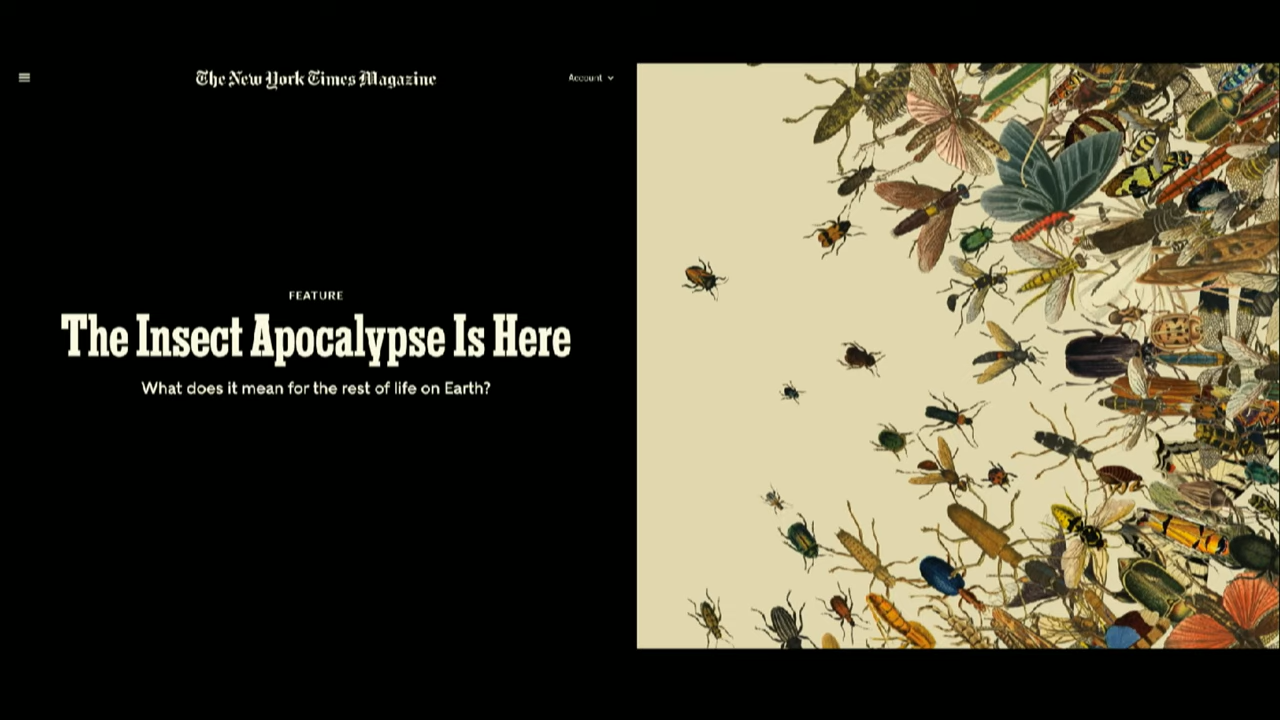 The New York Times Magazine
Account
FEATURE
The Insect Apocalypse Is Here
What does it mean for the rest of life on Earth?